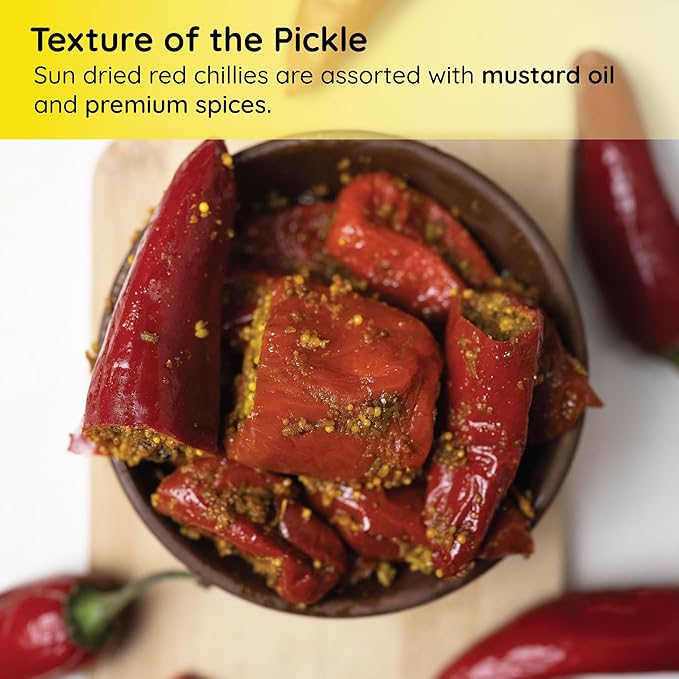 Texture of the Pickle
Sun dried red chillies are assorted with mustard oil
and premium spices.